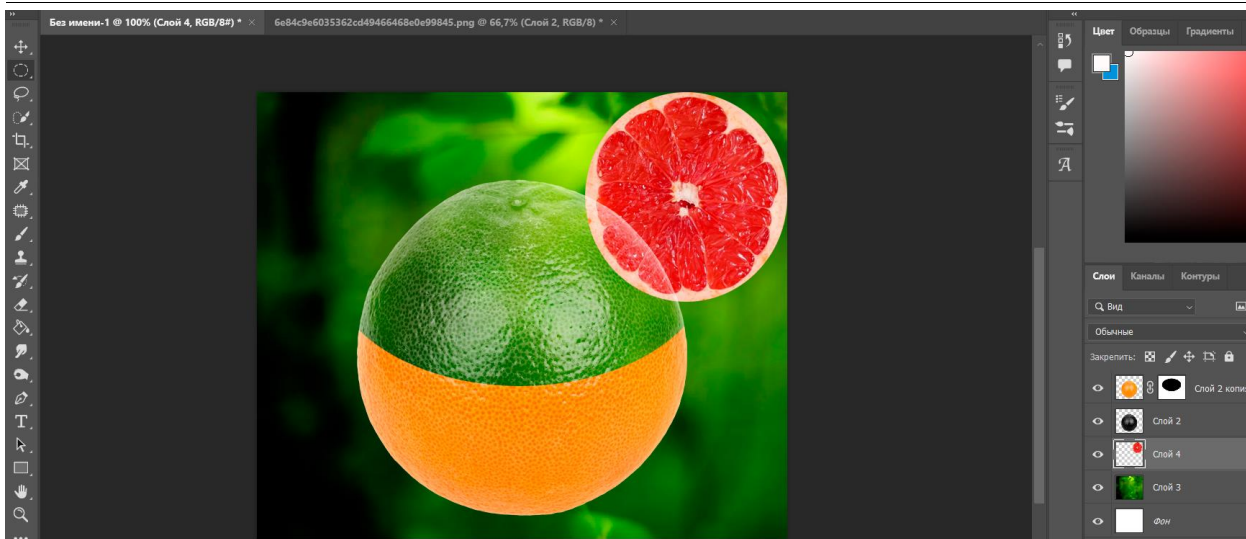 Без имени-1 @ 100% (Слой 4, RGB/8#) * ×
6e84c9e6035362cd49466468e0e99845.png @ 66,7% (Слой 2, RGB/8) * ×
Цвет Образцы Градиенты
Слои Каналы Контуры
Вид
Обычные
Закрепить:
Слой 2 копия
Слой 2
Слой 4
Слой 3
Фон